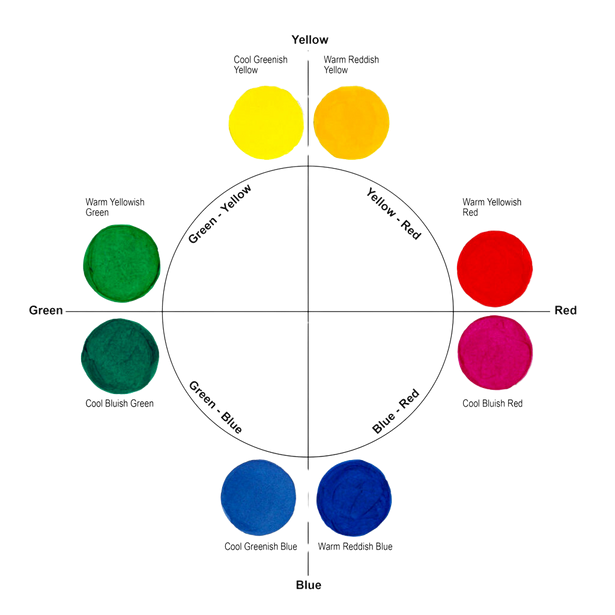 Yellow
Cool Greenish
Yellow
Warm Reddish
Yellow
Green - Yellow
Yellow - Red
Warm Yellowish
Green
Warm Yellowish
Red
Green
Red
Cool Bluish Green
Cool Bluish Red
Green - Blue
Blue - Red
Cool Greenish Blue
Warm Reddish Blue
Blue